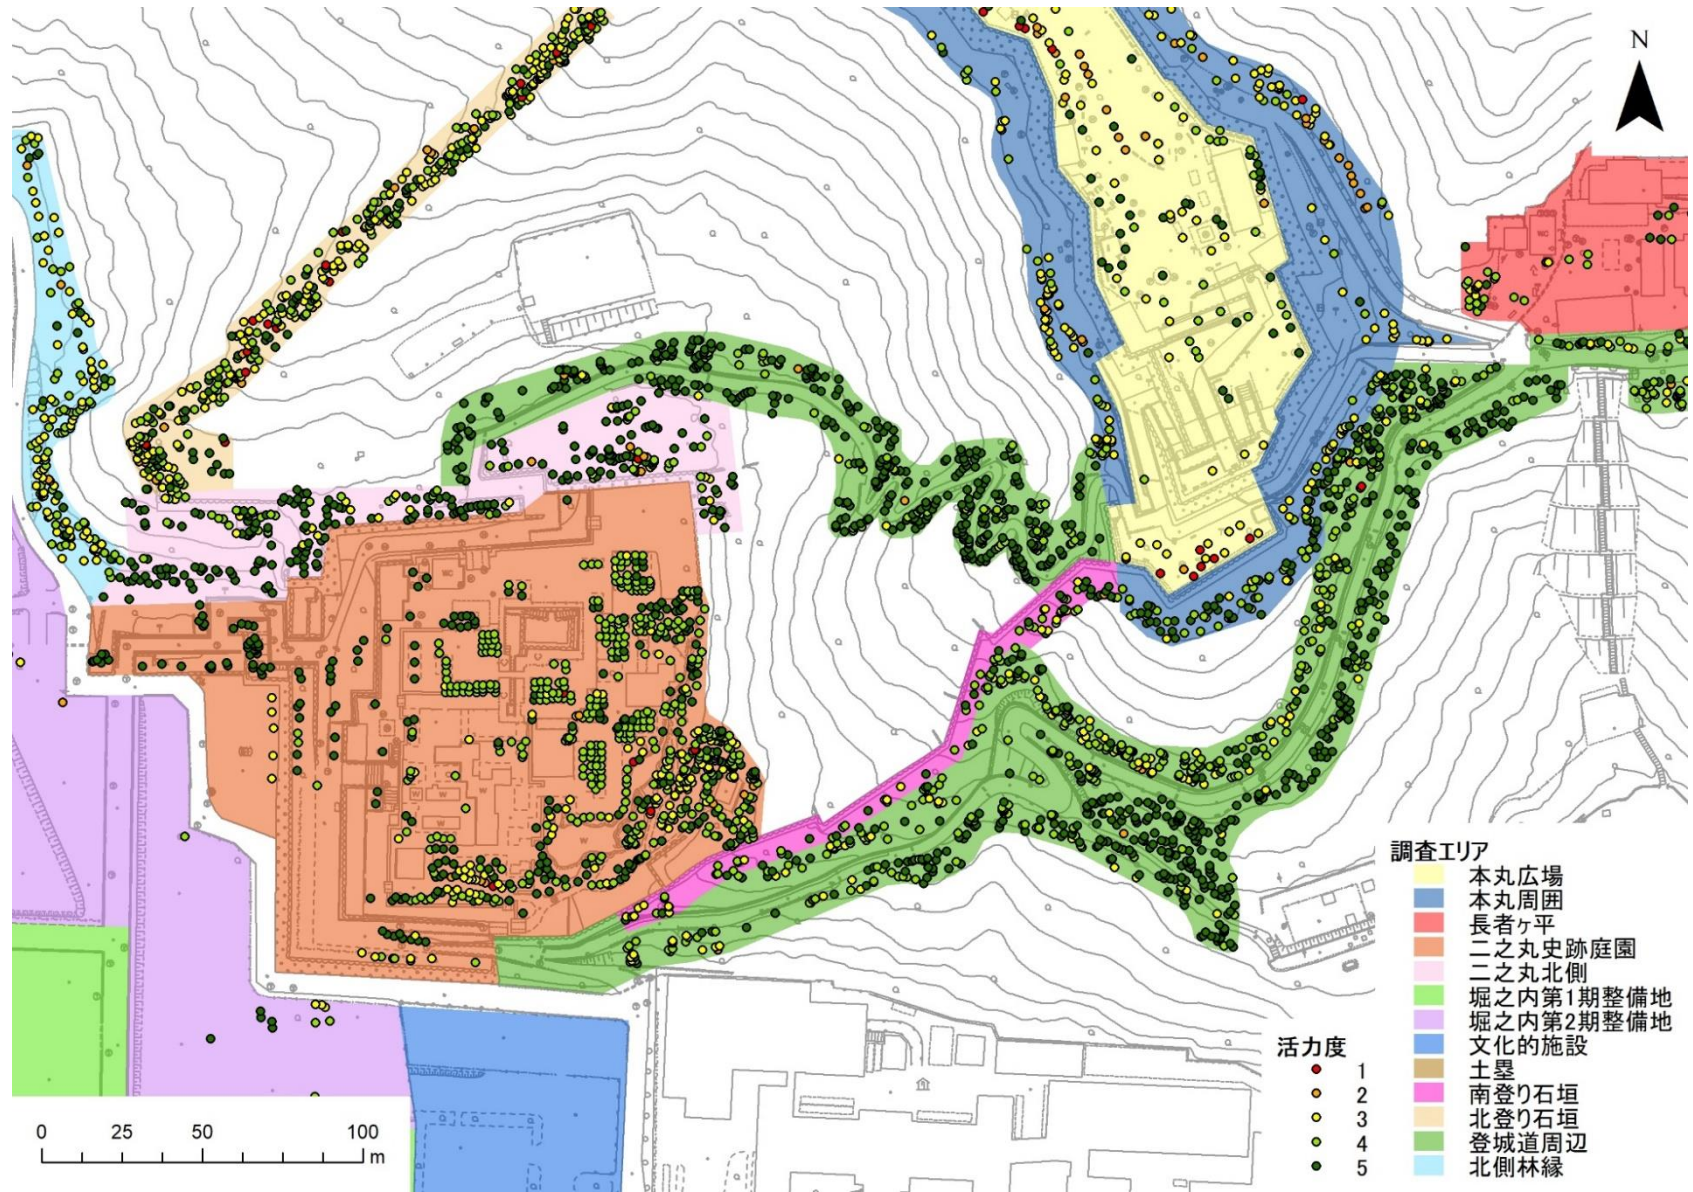 N
調査エリア
本丸広場
本丸周囲
長者ヶ平
二之丸史跡庭園
二之丸北側
堀之内第1期整備地
堀之内第2期整備地
文化的施設
土塁
南登り石垣
北登り石垣
登城道周辺
北側林縁
活力度
1
2
3
4
5
0 25 50 100
m